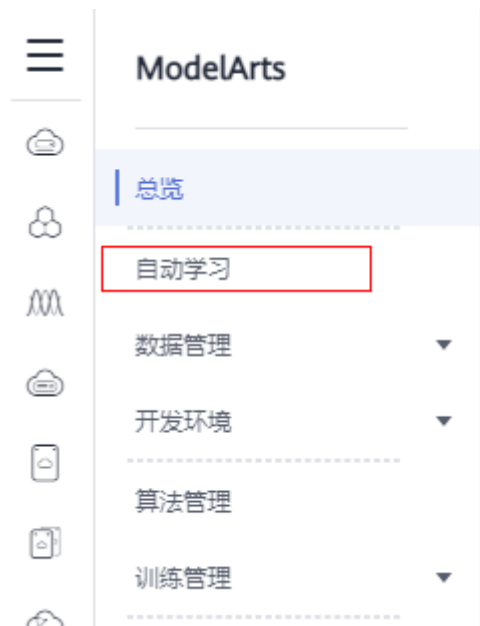 ModelArts
总览
自动学习
数据管理
开发环境
算法管理
训练管理